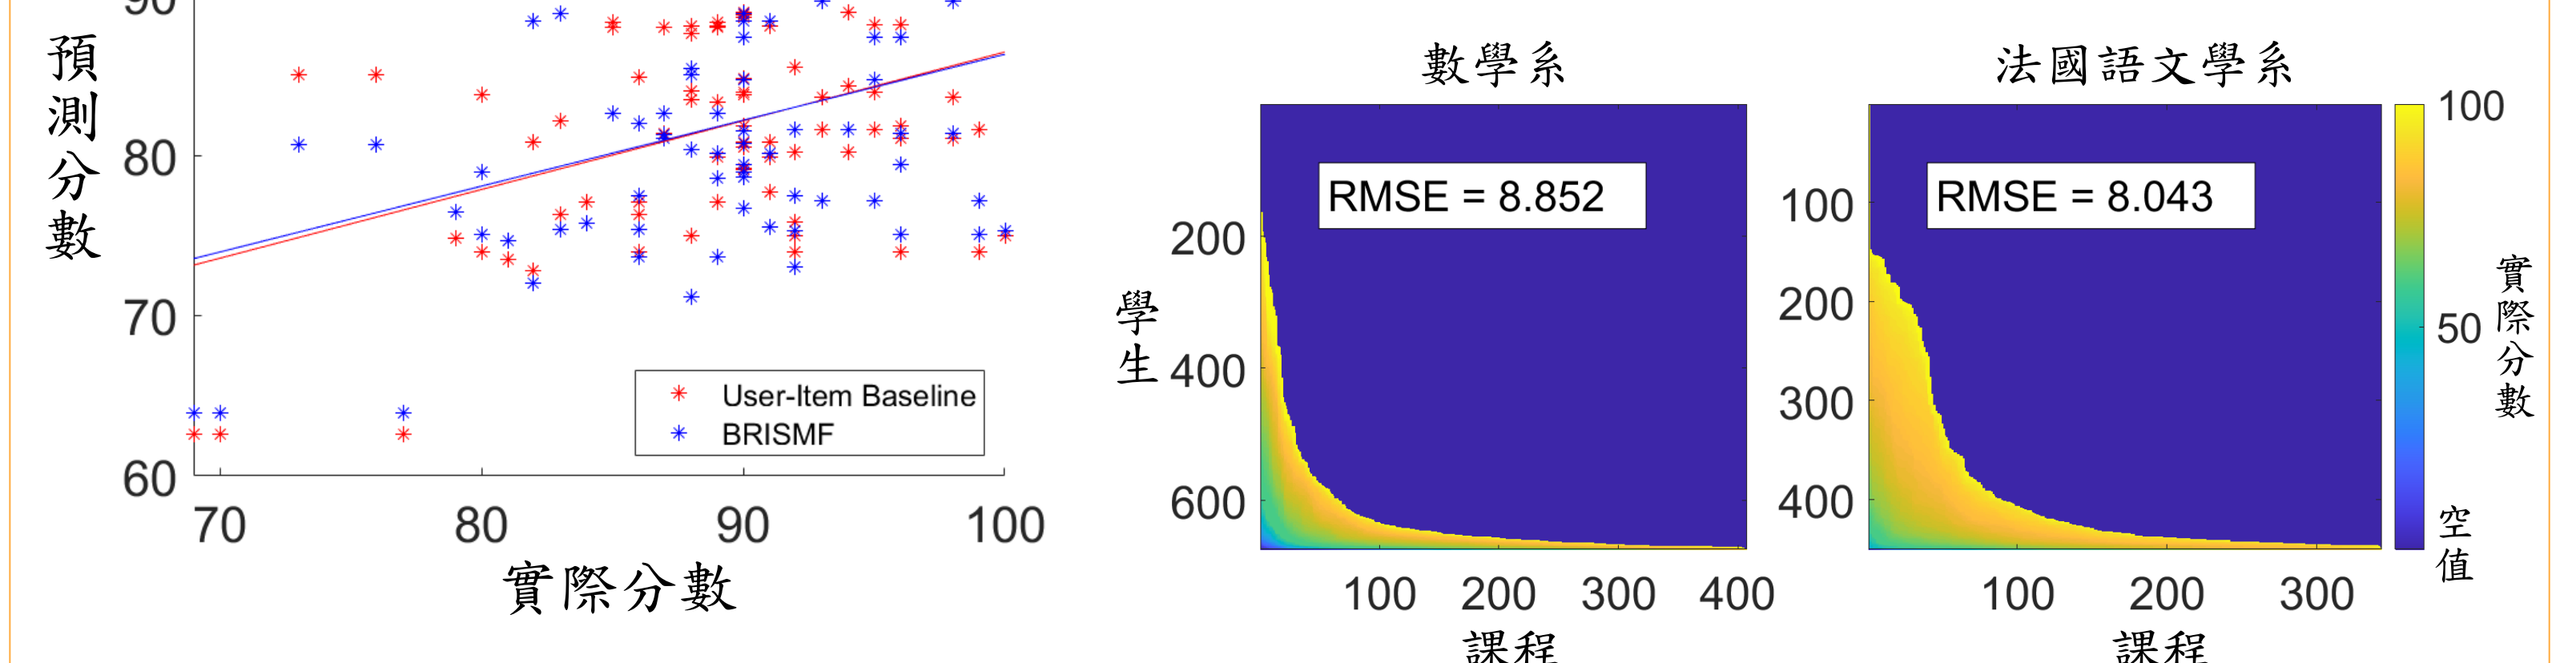 預測分數
90
80
70
60
User-Item Baseline
BRISMF
70 80 90 100
實際分數
數學系
RMSE = 8.852
學生
200
400
600
100 200 300 400
課程
法國語文學系
RMSE = 8.043
100
200
300
400
100 200 300
課程
100
50
空值
實際分數